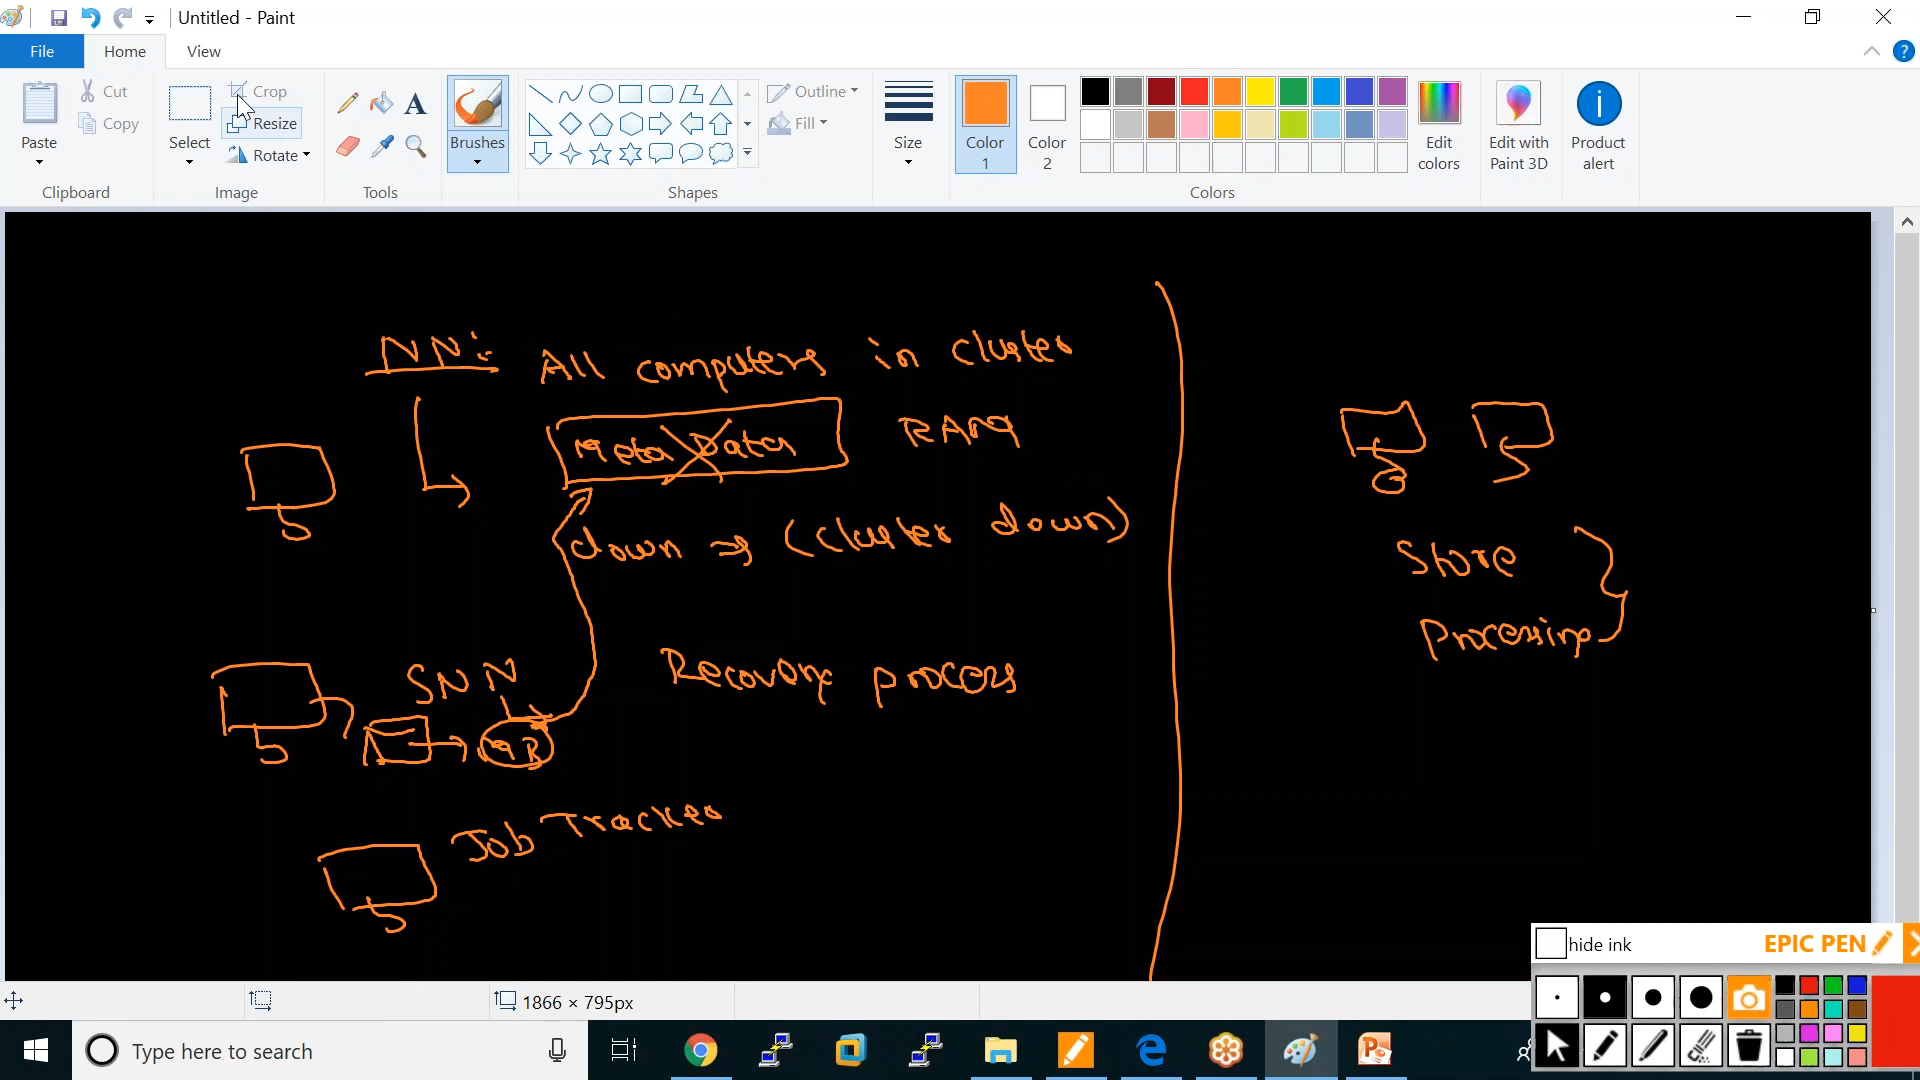 Untitled - Paint
File Home View
Paste
Cut
Copy
Clipboard
Select
Crop
Resize
Rotate
Image
Tools
Brushes
Shapes
Outline
Fill
Size
Color 1
Color 2
Colors
Edit colors
Edit with Paint 3D
Product alert
NN:- All computers in cluster
Meta Data RAM
down → (cluster down)
SNN Recovery process
Job Tracker
Store
Processing
hide ink EPIC PEN
1866 × 795px
Type here to search